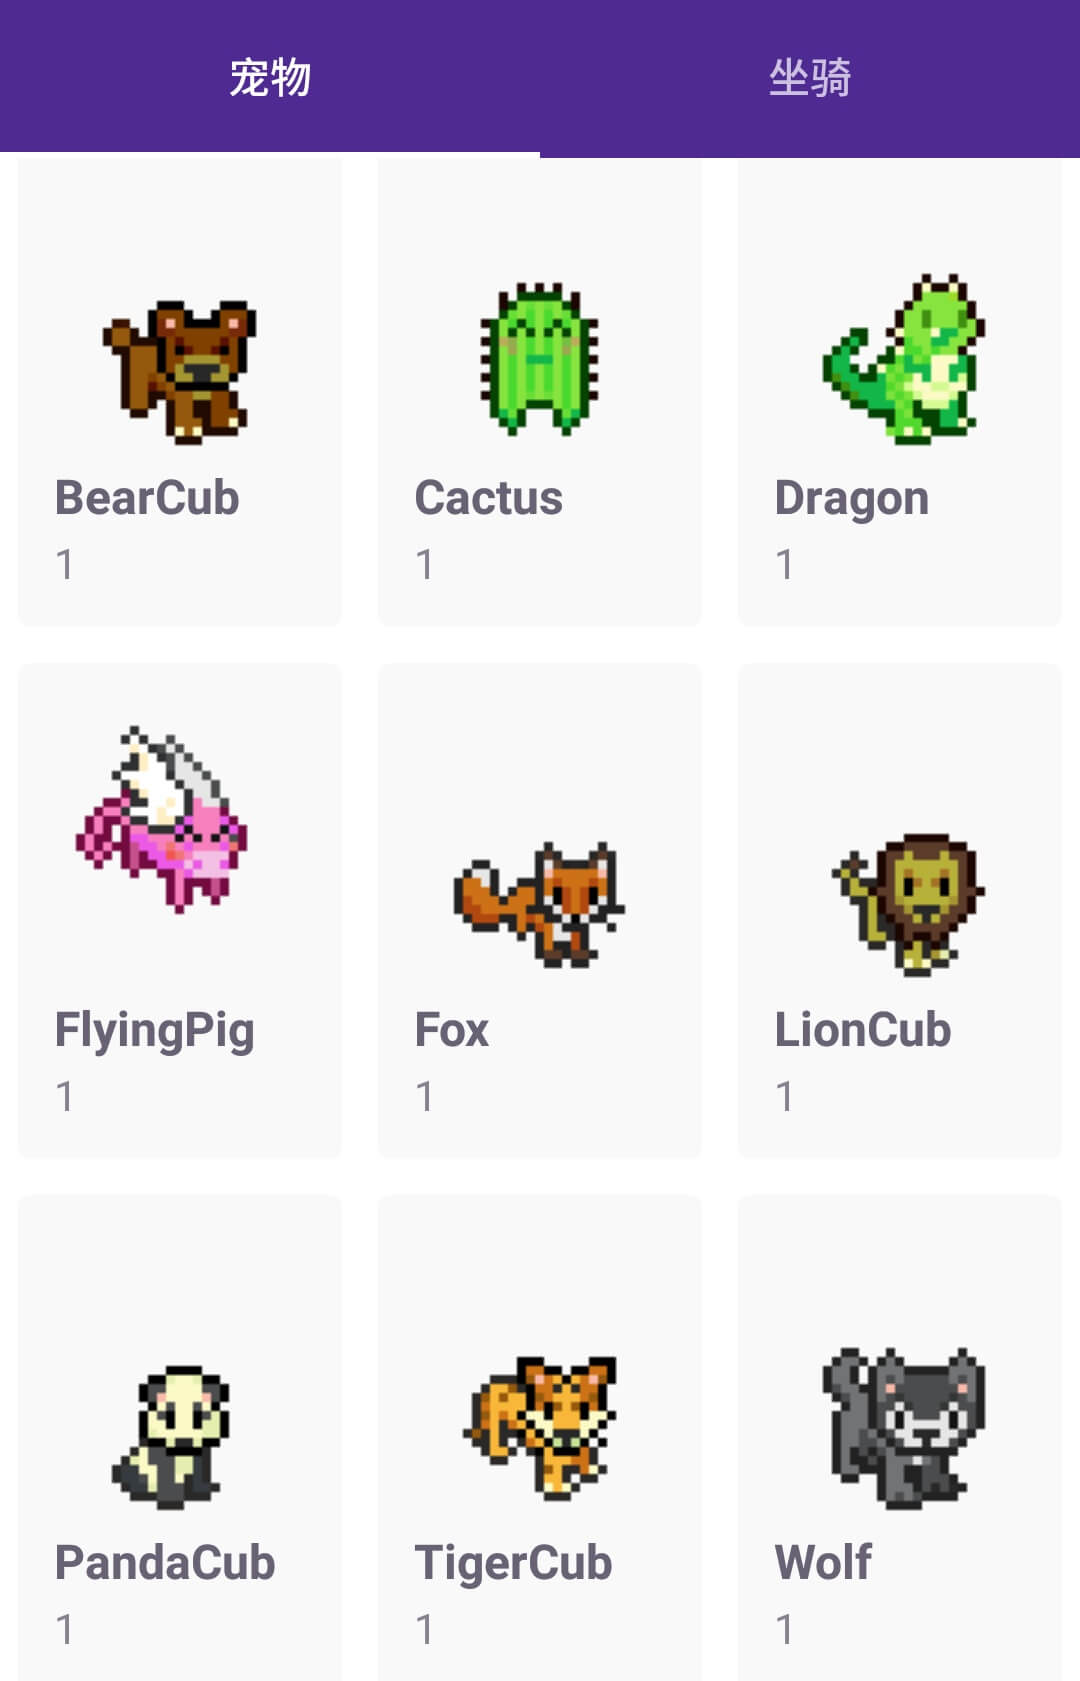 宠物
坐骑
BearCub
1
Cactus
1
Dragon
1
FlyingPig
1
Fox
1
LionCub
1
PandaCub
1
TigerCub
1
Wolf
1